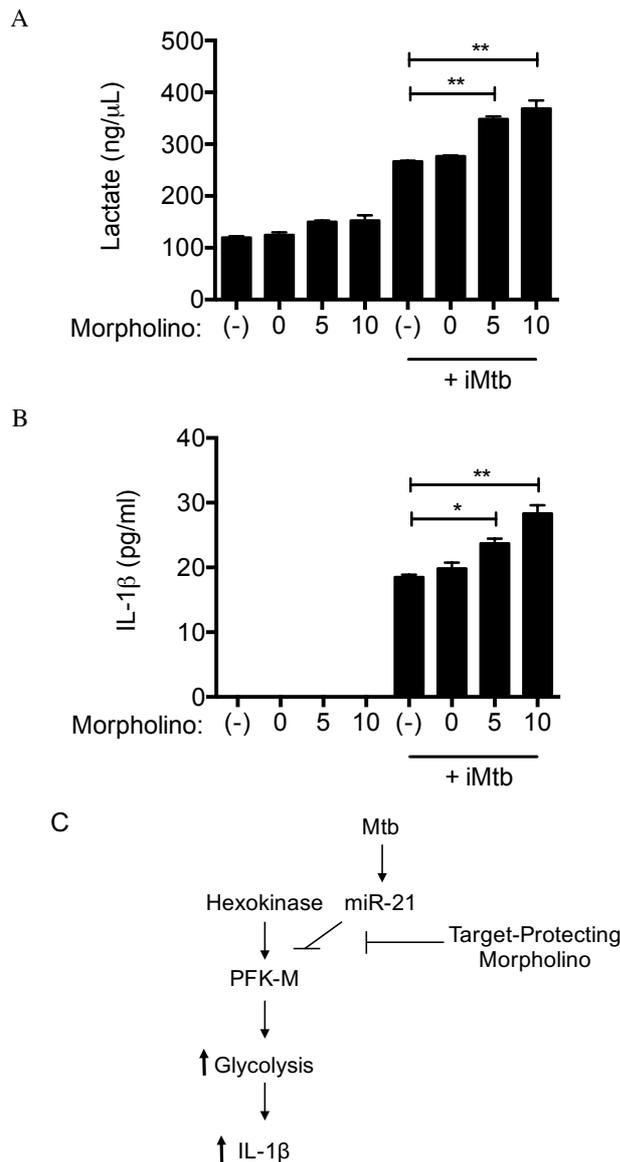 A
500
400
300
200
100
0
Lactate (ng/μL)
**
**
Morpholino: (-) 0 5 10 (-) 0 5 10
+ iMtb
B
40
30
20
10
0
IL-1β (pg/ml)
**
*
Morpholino: (-) 0 5 10 (-) 0 5 10
+ iMtb
C
Mtb
Hexokinase miR-21
Target-Protecting
Morpholino
PFK-M
Glycolysis
IL-1β